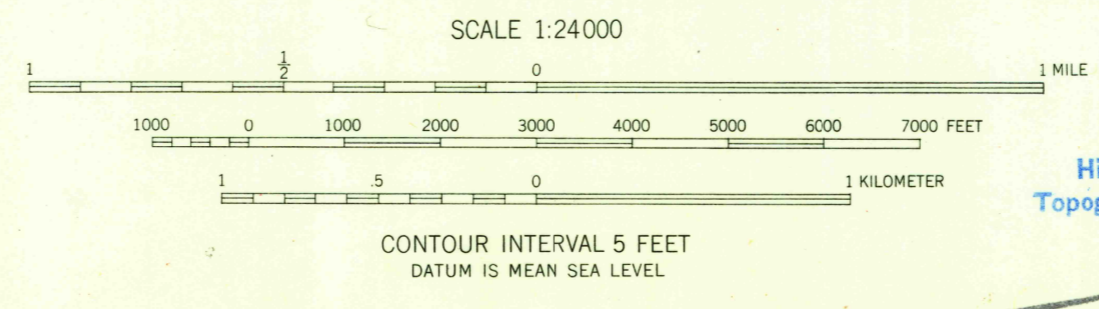 SCALE 1:24000
1 1/2 0 1 MILE
1000 0 1000 2000 3000 4000 5000 6000 7000 FEET
1 .5 0 1 KILOMETER
CONTOUR INTERVAL 5 FEET
DATUM IS MEAN SEA LEVEL